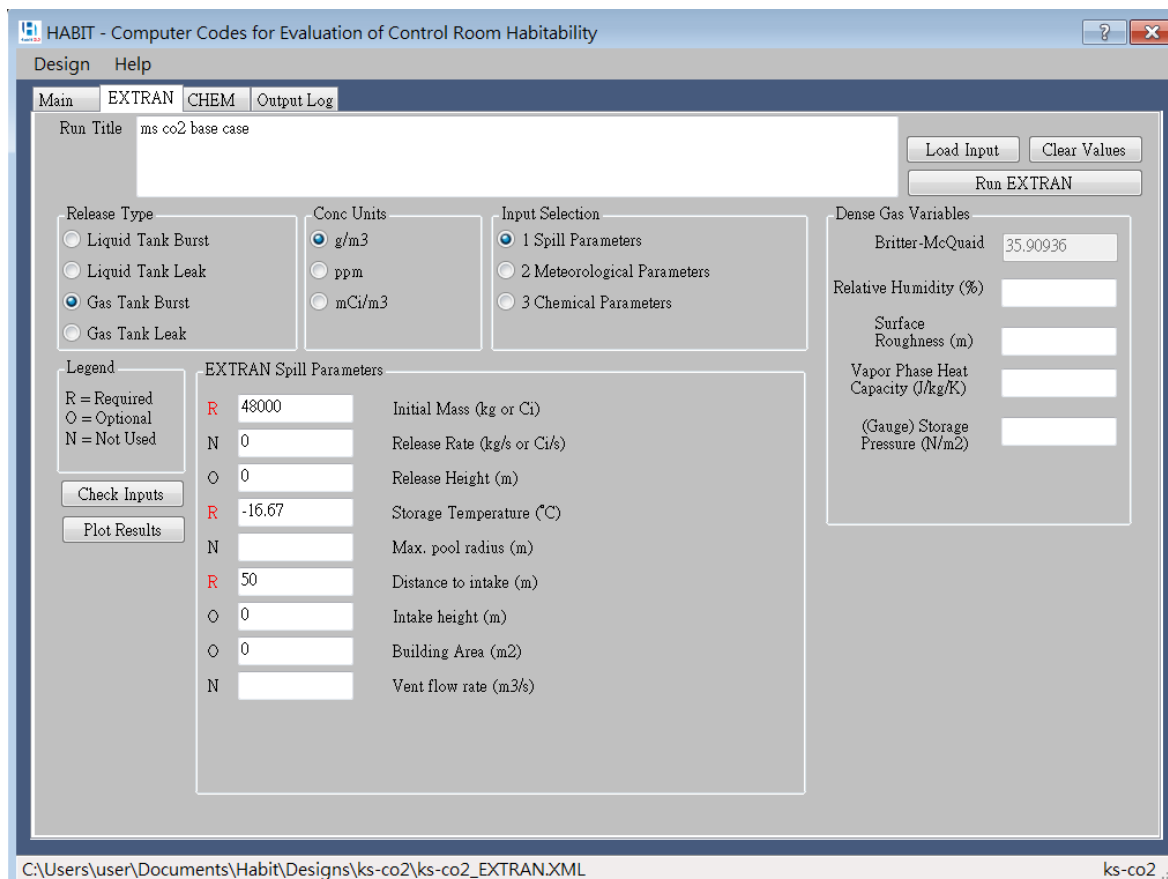 HABIT - Computer Codes for Evaluation of Control Room Habitability
Design Help
Main EXTRAN CHEM Output Log
Run Title ms co2 base case
Load Input Clear Values
Run EXTRAN
Release Type
Liquid Tank Burst
Liquid Tank Leak
Gas Tank Burst
Gas Tank Leak
Conc Units
g/m3
ppm
mCi/m3
Input Selection
1 Spill Parameters
2 Meteorological Parameters
3 Chemical Parameters
Dense Gas Variables
Britter-McQuaid 35.90936
Relative Humidity (%)
Surface
Roughness (m)
Vapor Phase Heat
Capacity (J/kg/K)
(Gauge) Storage
Pressure (N/m2)
Legend
R = Required
O = Optional
N = Not Used
Check Inputs
Plot Results
EXTRAN Spill Parameters
R 48000 Initial Mass (kg or Ci)
N 0 Release Rate (kg/s or Ci/s)
O 0 Release Height (m)
R -16.67 Storage Temperature (°C)
N Max. pool radius (m)
R 50 Distance to intake (m)
O 0 Intake height (m)
O 0 Building Area (m2)
N Vent flow rate (m3/s)
C:\Users\user\Documents\Habit\Designs\ks-co2\ks-co2_EXTRAN.XML ks-co2